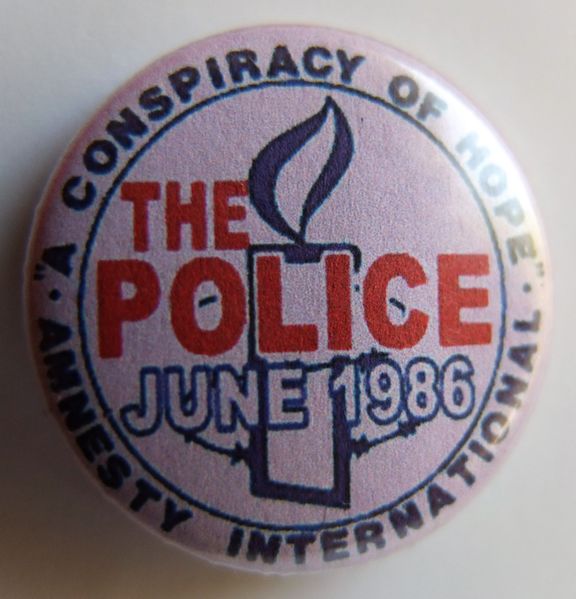 "A CONSPIRACY OF HOPE"
THE
POLICE
JUNE 1986
· AMNESTY INTERNATIONAL ·